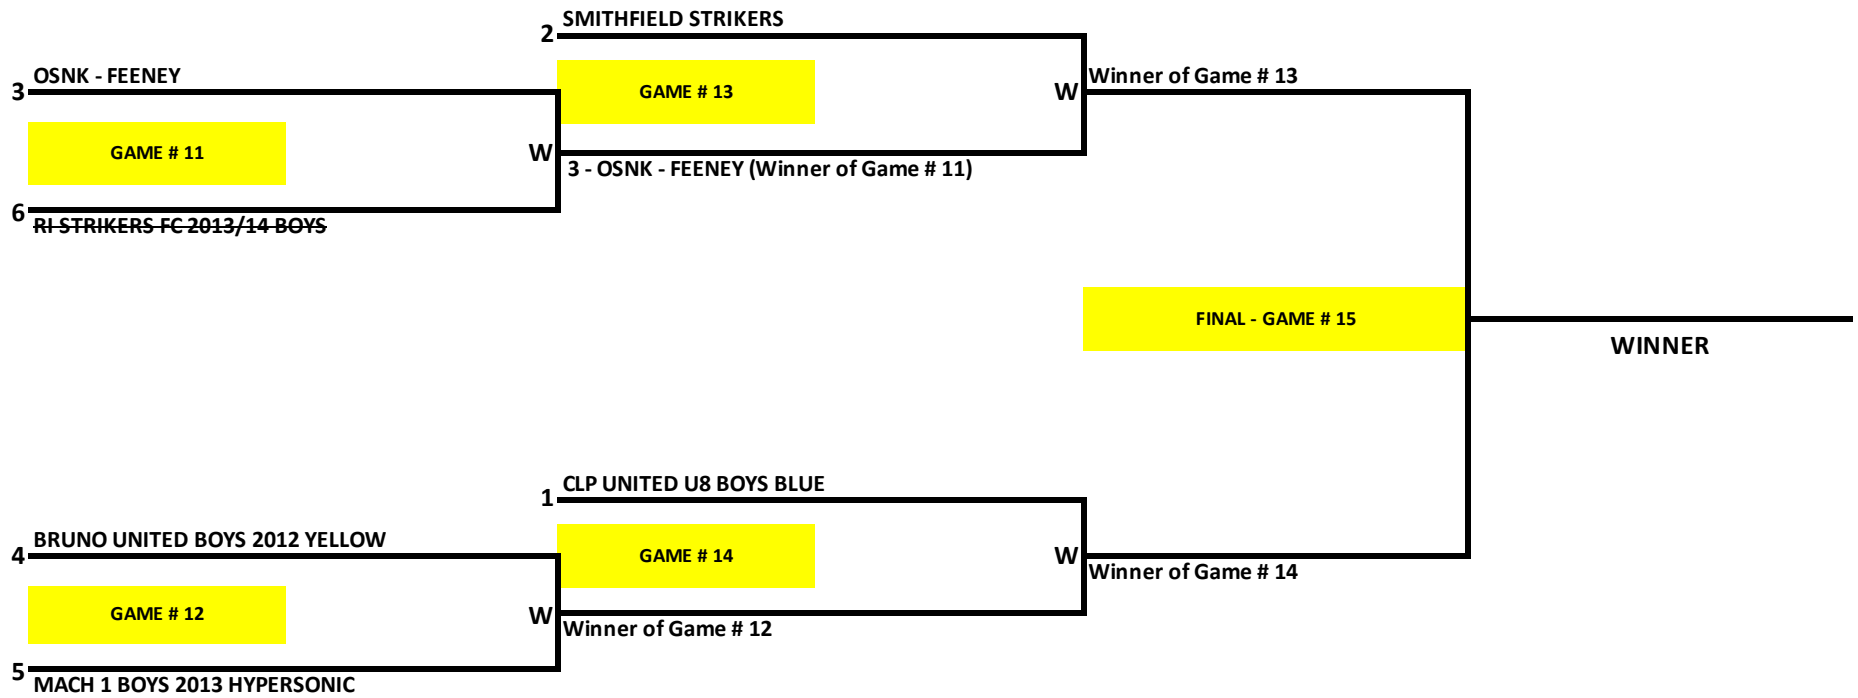 SMITHFIELD STRIKERS
2
OSNK - FEENEY
3
GAME # 13
W
Winner of Game # 13
GAME # 11
W
3 - OSNK - FEENEY (Winner of Game # 11)
6
RI STRIKERS FC 2013/14 BOYS
FINAL - GAME # 15
WINNER
CLP UNITED U8 BOYS BLUE
1
BRUNO UNITED BOYS 2012 YELLOW
4
GAME # 14
W
Winner of Game # 14
GAME # 12
W
Winner of Game # 12
5
MACH 1 BOYS 2013 HYPERSONIC